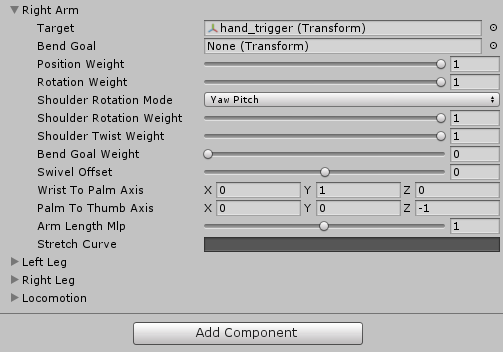 Right Arm
Target hand_trigger (Transform)
Bend Goal None (Transform)
Position Weight 1
Rotation Weight 1
Shoulder Rotation Mode Yaw Pitch
Shoulder Rotation Weight 1
Shoulder Twist Weight 1
Bend Goal Weight 0
Swivel Offset 0
Wrist To Palm Axis X 0 Y 1 Z 0
Palm To Thumb Axis X 0 Y 0 Z -1
Arm Length Mlp 1
Stretch Curve
Left Leg
Right Leg
Locomotion
Add Component